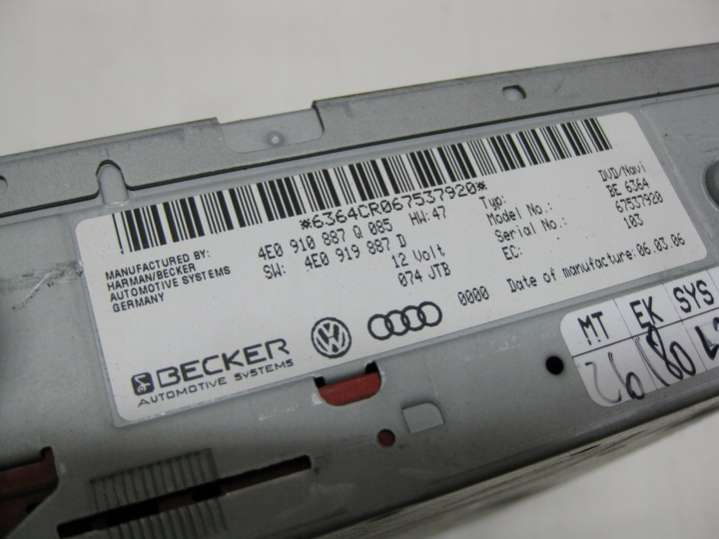 *6364CR067537920*
MANUFACTURED BY:
HARMAN/BECKER
AUTOMOTIVE SYSTEMS
GERMANY
4E0 910 887 Q 085 HW:47
SW: 4E0 919 887 D
12 Volt
074 JTB
Typ: DVD/Navi
Model No.: BE 6364
Serial No.: 67537920
EC: 103
0000 Date of manufacture: 06.03.06
BECKER
AUTOMOTIVE SYSTEMS
MT EK SYS